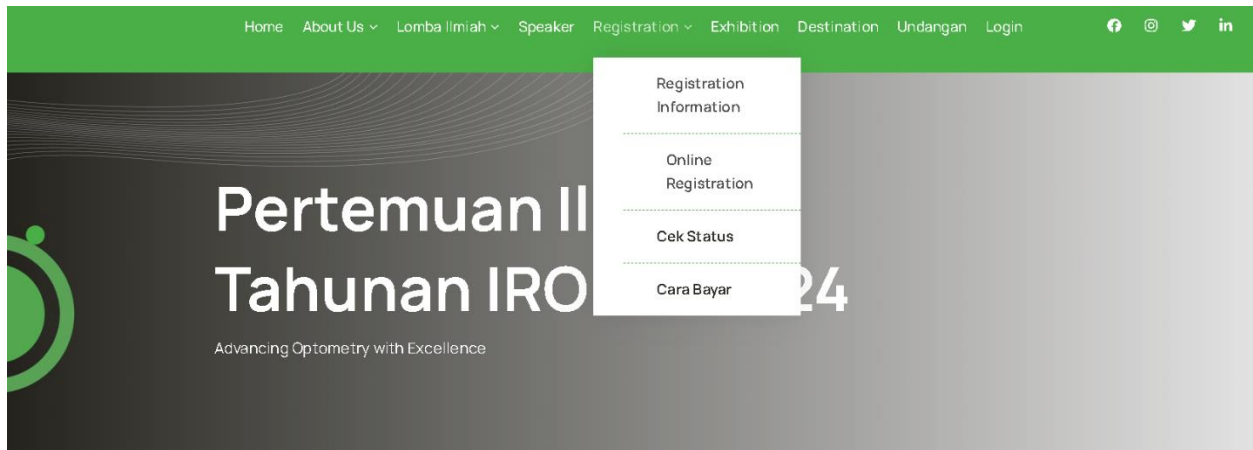 Home About Us Lomba Ilmiah Speaker Registration Exhibition Destination Undangan Login in
Registration
Information
Online
Registration
Cek Status
Cara Bayar
Pertemuan
Tahunan IRO 24
Advancing Optometry with Excellence